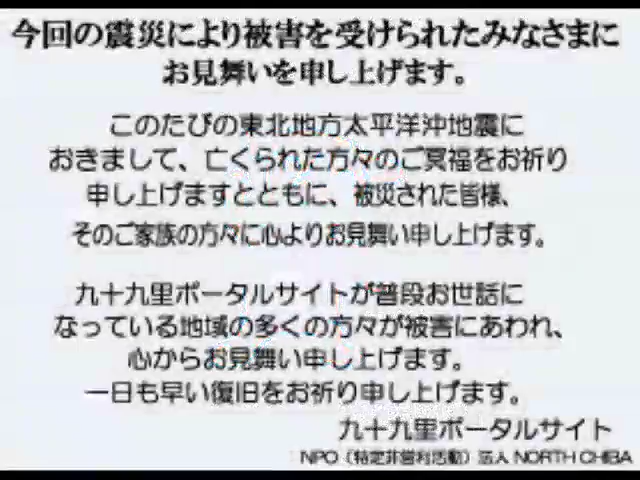 今回の震災により被害を受けられたみなさまに
お見舞いを申し上げます。
このたびの東北地方太平洋沖地震に
おきまして、亡くられた方々のご冥福をお祈り
申し上げますとともに、被災された皆様、
そのご家族の方々に心よりお見舞い申し上げます。
九十九里ポータルサイトが普段お世話に
なっている地域の多くの方々が被害にあわれ、
心からお見舞い申し上げます。
一日も早い復旧をお祈り申し上げます。
九十九里ポータルサイト
NPO（特定非営利活動）法人 NORTH CHIBA